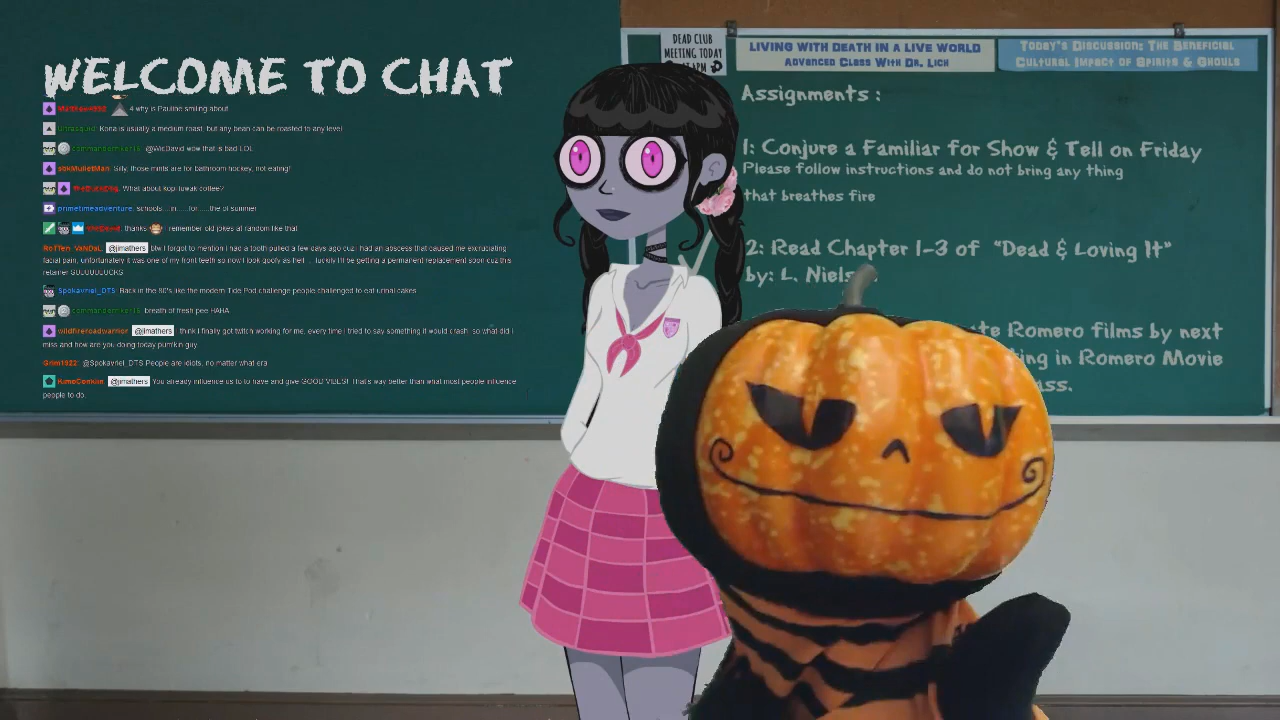 WELCOME TO CHAT
4 why is Pauline smiling about
Kona is usually a medium roast, but any bean can be roasted to any level
@WicDavid wow that is bad LOL
sbkMulletMan: Silly, those mints are for bathroom hockey, not eating!
What about kopi luwak coffee?
primetimeadventure: schools....in......for......the of summer
thanks I remember old jokes at random like that
RoTTen_VaNDaL: @jimathers btw I forgot to mention i had a tooth pulled a few days ago cuz i had an abscess that caused me excruciating
facial pain, unfortunately it was one of my front teeth so now I look goofy as hell luckily I'll be getting a permanent replacement soon cuz this
retainer SUUUUUUCKS
Spokavriel_DTS: Back in the 80's like the modern Tide Pod challenge people challenged to eat urinal cakes.
breath of fresh pee HAHA
wildfireroadwarrior: @jimathers i think I finally got twitch working for me, every time i tried to say something it would crash, so what did I
miss and how are you doing today pumpkin guy
Grim1322: @Spokavriel_DTS People are idiots, no matter what era
KimoConKim: @jimathers You already influence us to to have and give GOOD VIBES! That's way better than what most people influence
people to do.
DEAD CLUB
MEETING TODAY
LIVING WITH DEATH IN A LIVE WORLD
ADVANCED CLASS WITH DR. LICH
Today's Discussion: The Beneficial
Cultural Impact of Spirits & Ghouls
Assignments :
1: Conjure a Familiar for Show & Tell on Friday
Please follow instructions and do not bring any thing
that breathes fire
2: Read Chapter 1-3 of "Dead & Loving It"
by: L. Niels
te Romero films by next
ing in Romero Movie
ss.